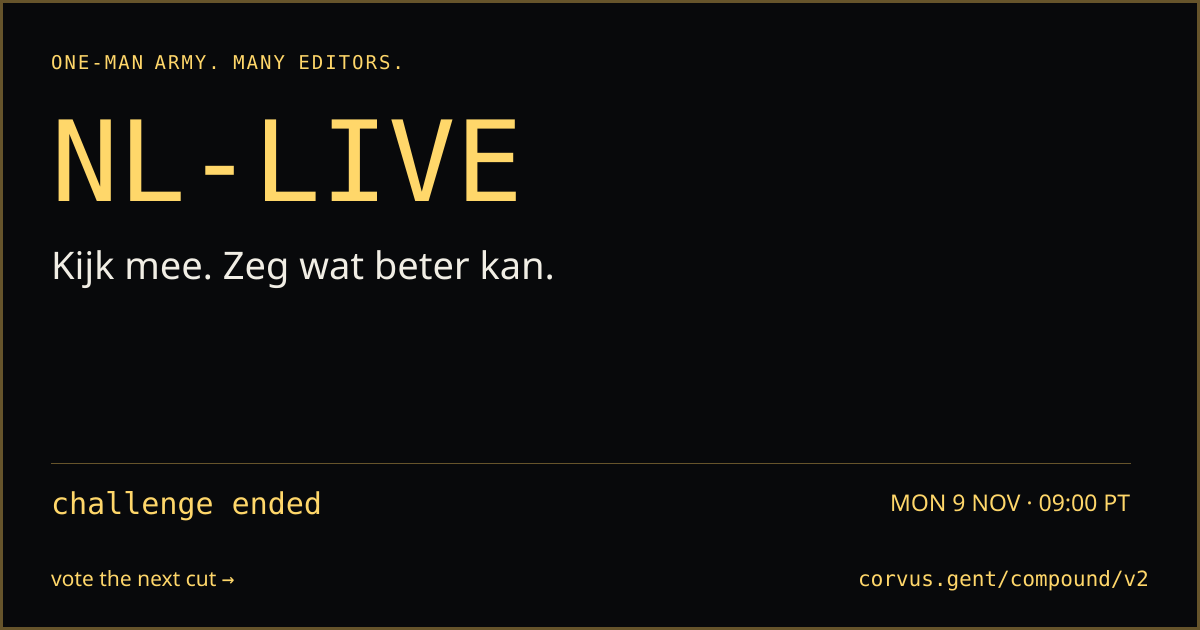 ONE-MAN ARMY. MANY EDITORS.
NL-LIVE
Kijk mee. Zeg wat beter kan.
challenge ended
MON 9 NOV · 09:00 PT
vote the next cut →
corvus.gent/compound/v2